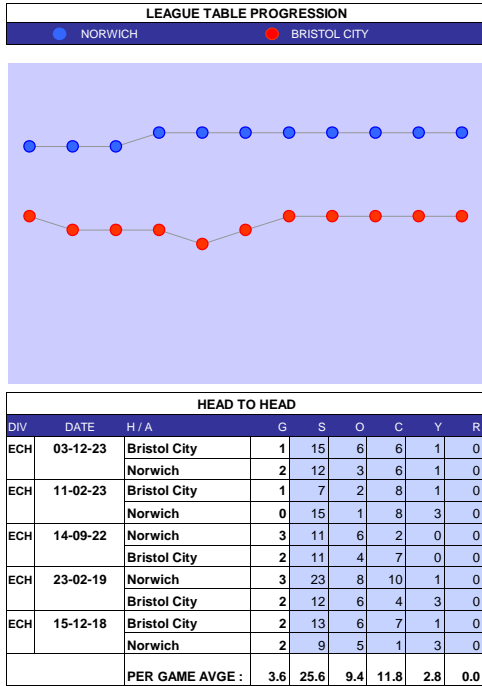 LEAGUE TABLE PROGRESSION
NORWICH BRISTOL CITY
HEAD TO HEAD
DIV DATE H / A G S O C Y R
ECH 03-12-23 Bristol City 1 15 6 6 1 0
Norwich 2 12 3 6 1 0
ECH 11-02-23 Bristol City 1 7 2 8 1 0
Norwich 0 15 1 8 3 0
ECH 14-09-22 Norwich 3 11 6 2 0 0
Bristol City 2 11 4 7 0 0
ECH 23-02-19 Norwich 3 23 8 10 1 0
Bristol City 2 12 6 4 3 0
ECH 15-12-18 Bristol City 2 13 6 7 1 0
Norwich 2 9 5 1 3 0
PER GAME AVGE : 3.6 25.6 9.4 11.8 2.8 0.0